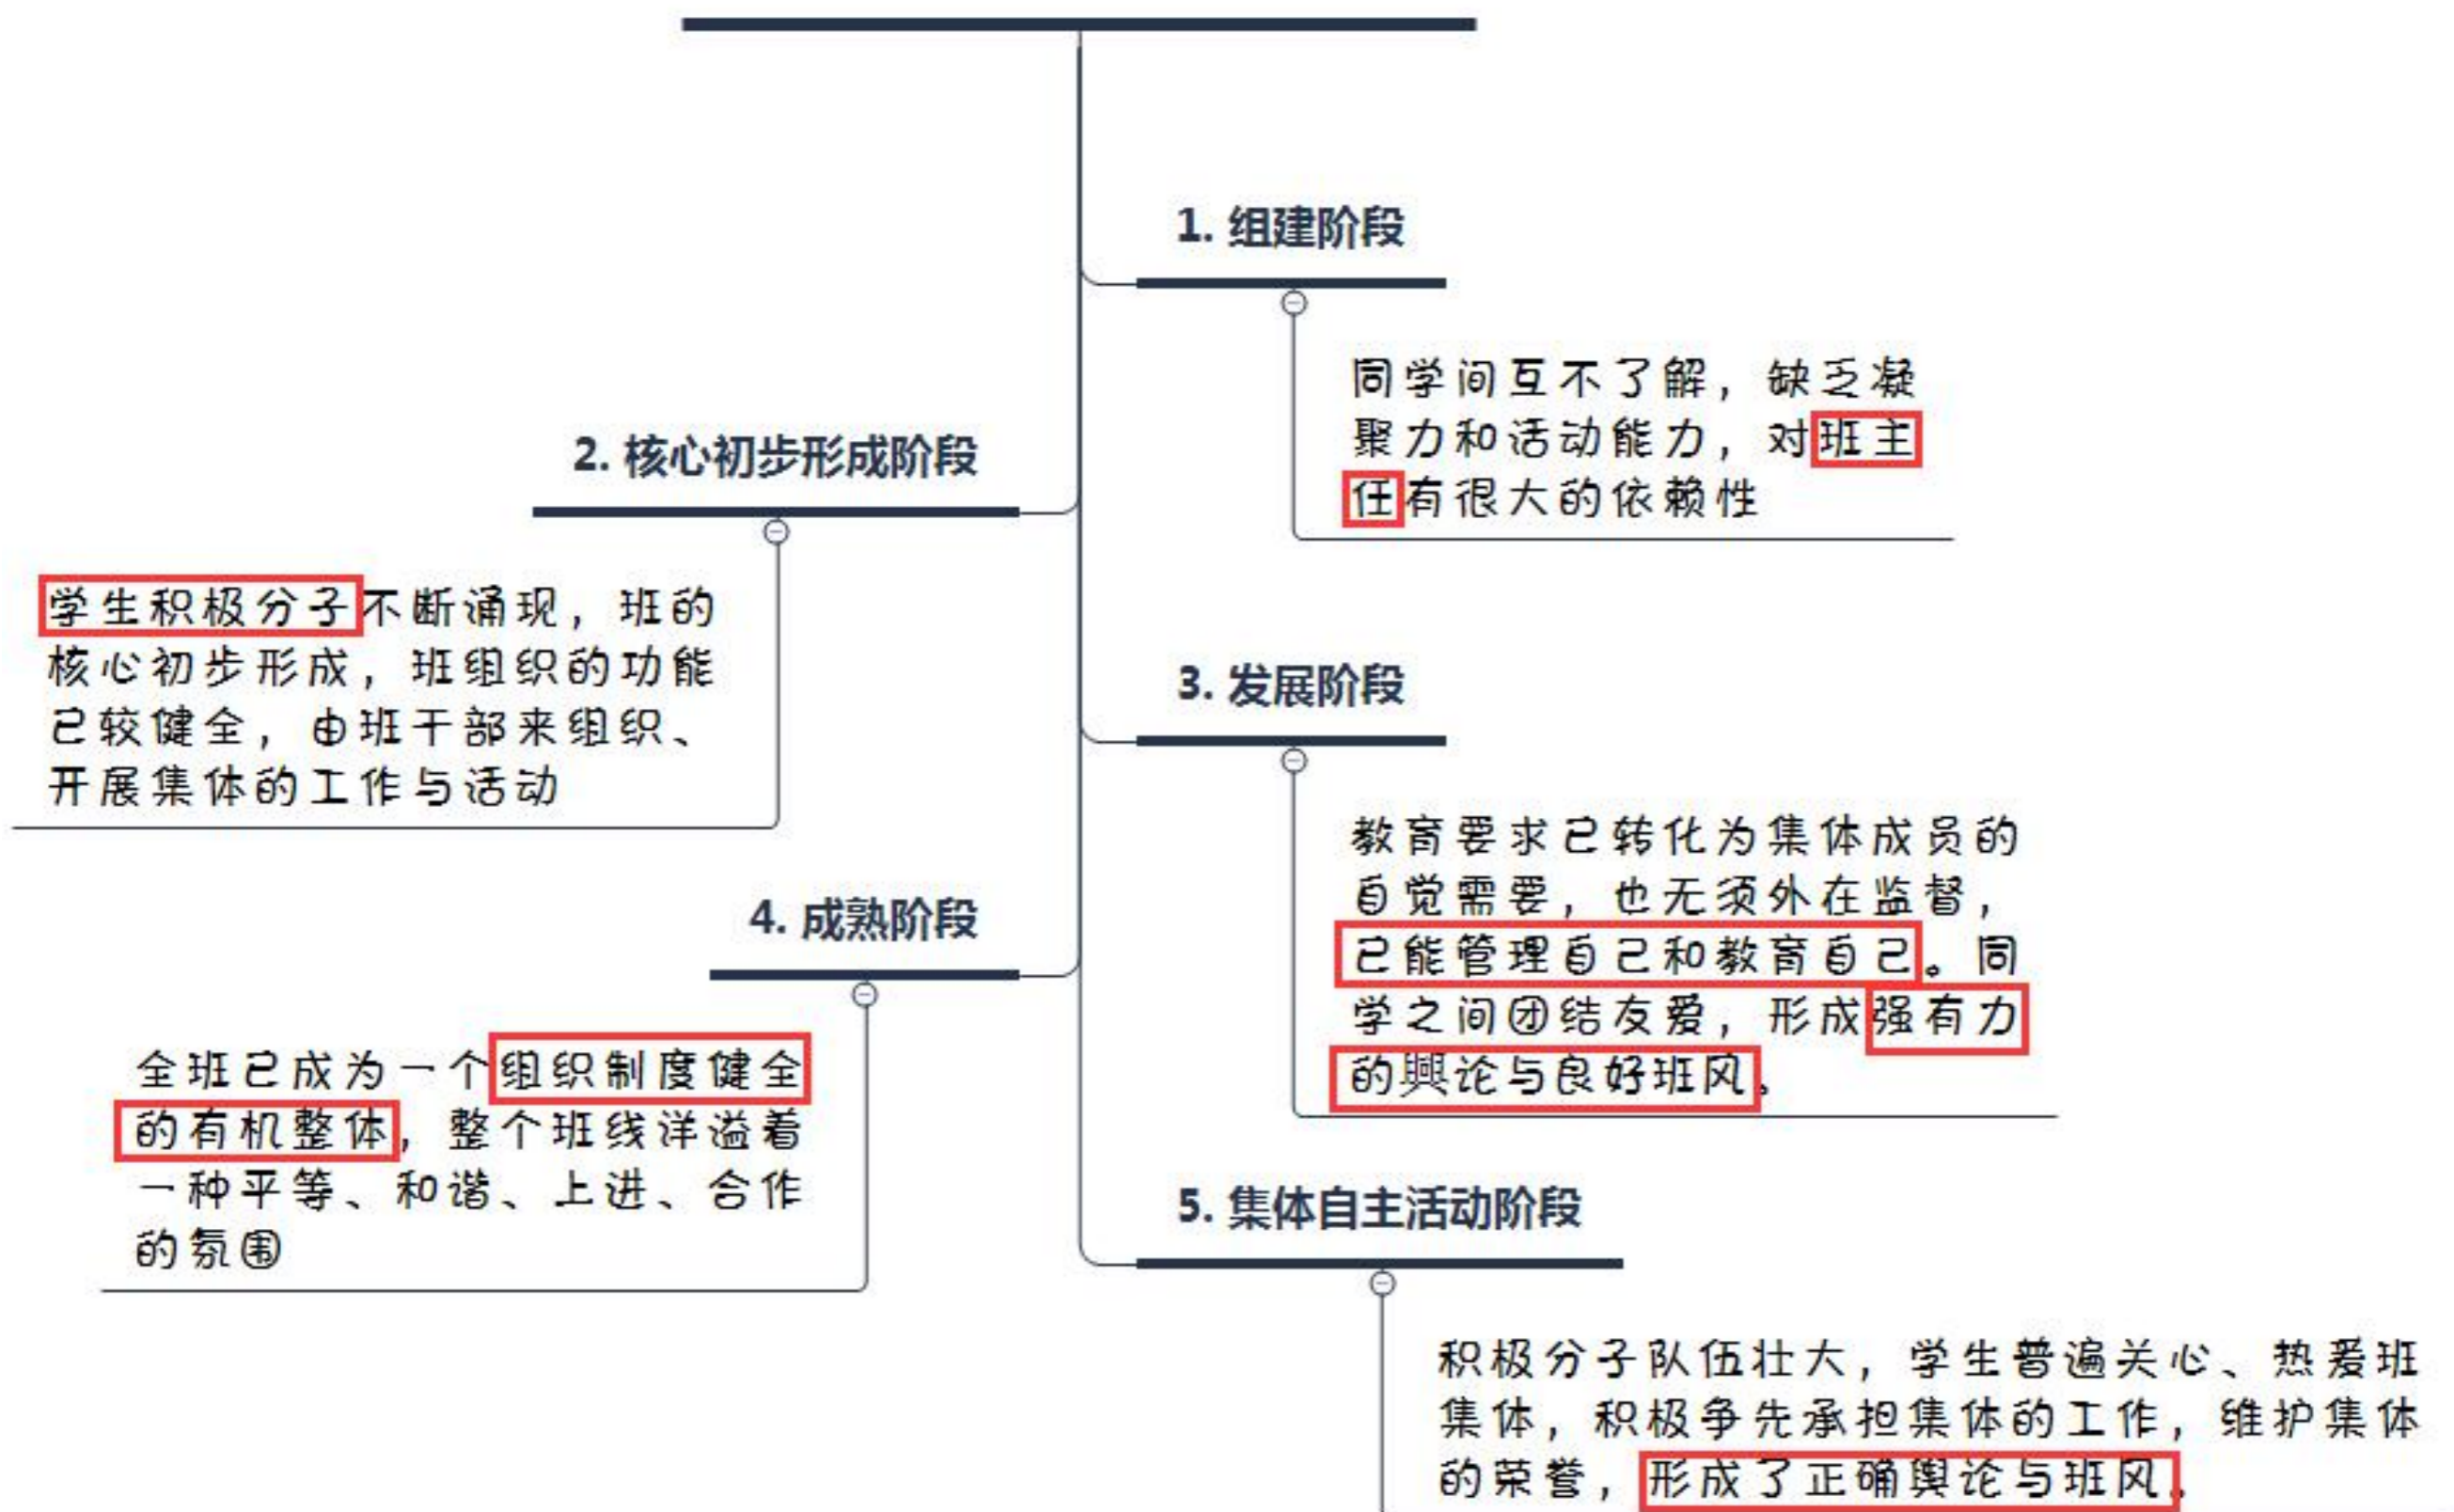 1. 组建阶段
同学间互不了解，缺乏凝
聚力和活动能力，对班主
任有很大的依赖性
2. 核心初步形成阶段
学生积极分子不断涌现，班的
核心初步形成，班组织的功能
已较健全，由班干部来组织、
开展集体的工作与活动
3. 发展阶段
教育要求已转化为集体成员的
自觉需要，也无须外在监督，
已能管理自己和教育自己。同
学之间团结友爱，形成强有力
的舆论与良好班风。
4. 成熟阶段
全班已成为一个组织制度健全
的有机整体，整个班线洋溢着
一种平等、和谐、上进、合作
的氛围
5. 集体自主活动阶段
积极分子队伍壮大，学生普遍关心、热爱班
集体，积极争先承担集体的工作，维护集体
的荣誉，形成了正确舆论与班风。